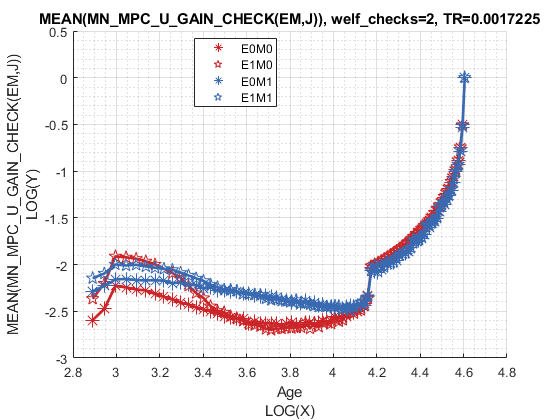 MEAN(MN_MPC_U_GAIN_CHECK(EM,J)), welf_checks=2, TR=0.0017225
MEAN(MN_MPC_U_GAIN_CHECK(EM,J))
LOG(Y)
0.5
0
-0.5
-1
-1.5
-2
-2.5
-3
E0M0
E1M0
E0M1
E1M1
2.8
3
3.2
3.4
3.6
3.8
4
4.2
4.4
4.6
4.8
Age
LOG(X)